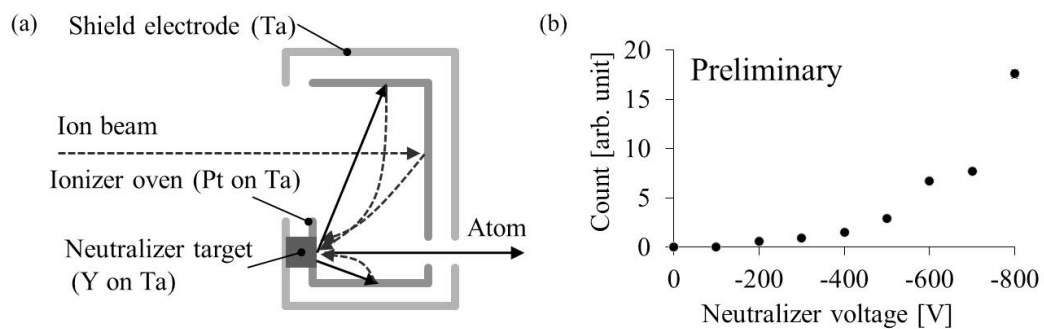 (a)
Shield electrode (Ta)
Ion beam
Ionizer oven (Pt on Ta)
Neutralizer target
(Y on Ta)
Atom
(b)
Preliminary
Count [arb. unit]
20
15
10
5
0
0
-200
-400
-600
-800
Neutralizer voltage [V]